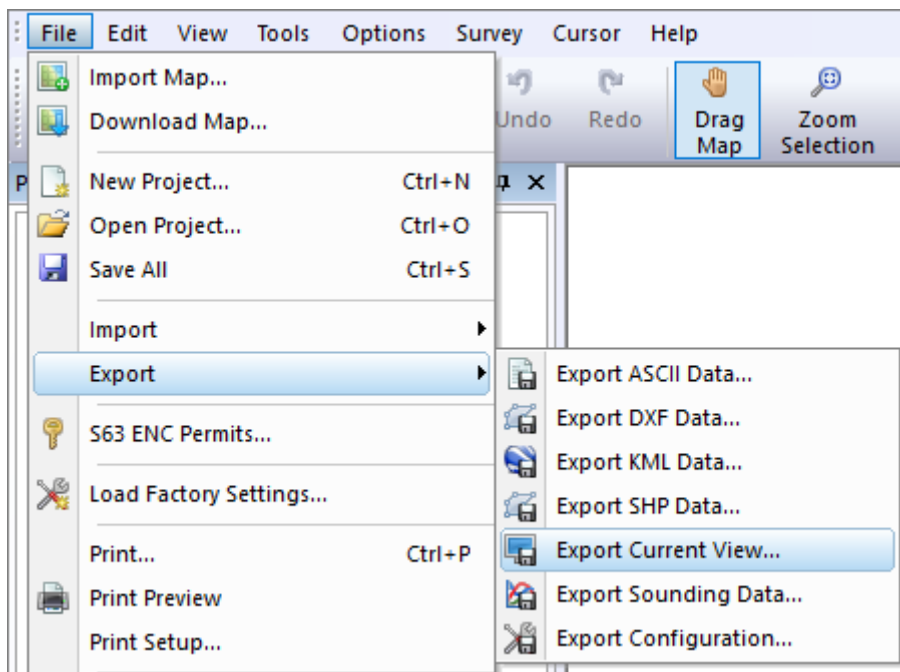 File Edit View Tools Options Survey Cursor Help
Import Map...
Download Map...
Undo Redo Drag Map Zoom Selection
P
New Project... Ctrl+N
Open Project... Ctrl+O
Save All Ctrl+S
Import
Export
S63 ENC Permits...
Load Factory Settings...
Print... Ctrl+P
Print Preview
Print Setup...
Export ASCII Data...
Export DXF Data...
Export KML Data...
Export SHP Data...
Export Current View...
Export Sounding Data...
Export Configuration...